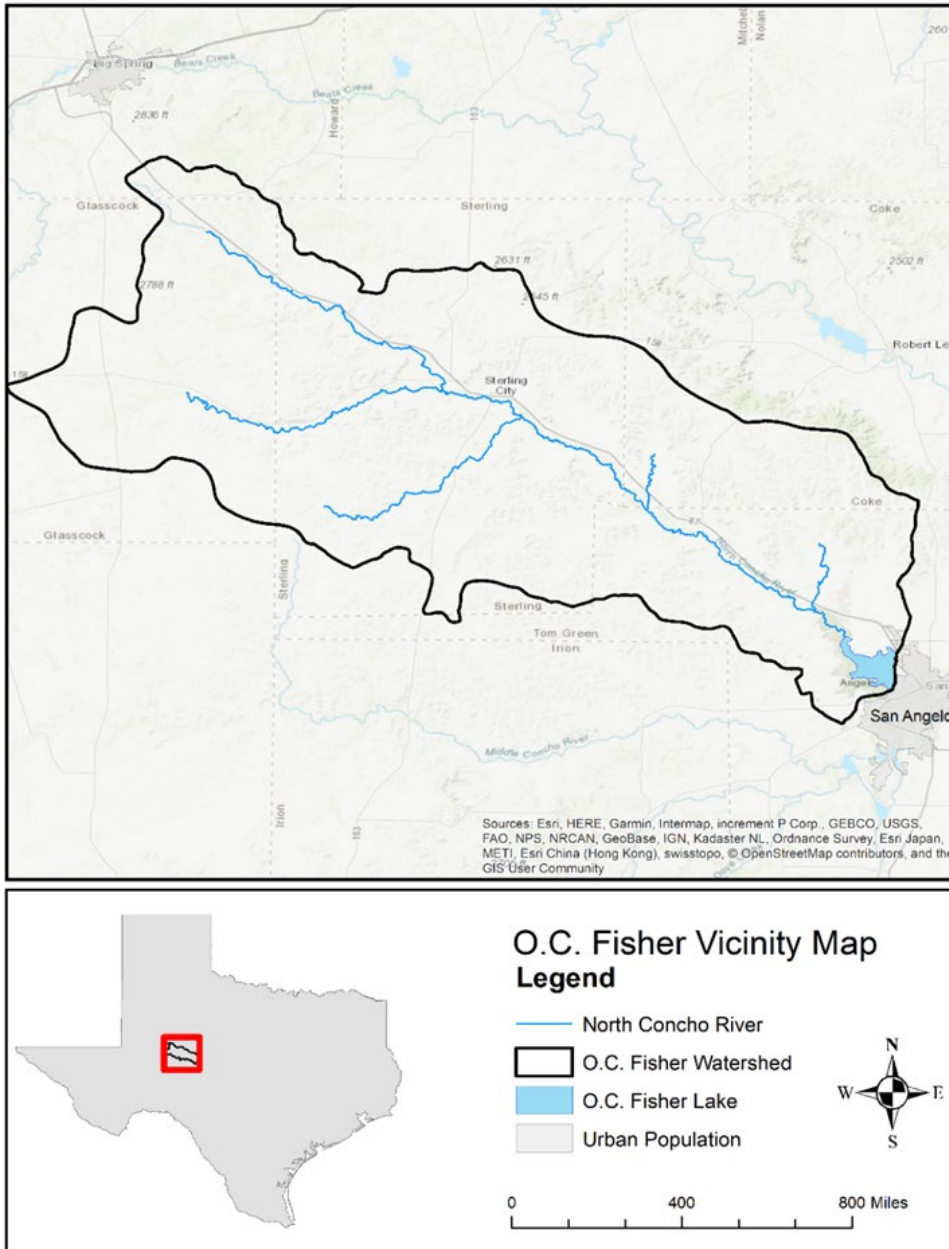 Mitchell
Nolan
260
Big Spring
Beals Creek
Beals Creek
2836 ft
Howard
163
Glasscock
Sterling
Coke
2631 ft
2502 ft
2788 ft
2645 ft
158
Robert Le
158
Sterling
City
Coke
87
North Concho River
Glasscock
Sterling
Sterling
Tom Green
Irion
Angelo
San
San Angelo
Middle Concho River
Irion
163
Sources: Esri, HERE, Garmin, Intermap, increment P Corp., GEBCO, USGS,
FAO, NPS, NRCAN, GeoBase, IGN, Kadaster NL, Ordnance Survey, Esri Japan,
METI, Esri China (Hong Kong), swisstopo, © OpenStreetMap contributors, and the
GIS User Community
O.C. Fisher Vicinity Map
Legend
North Concho River
O.C. Fisher Watershed
O.C. Fisher Lake
Urban Population
N
W E
S
0 400 800 Miles